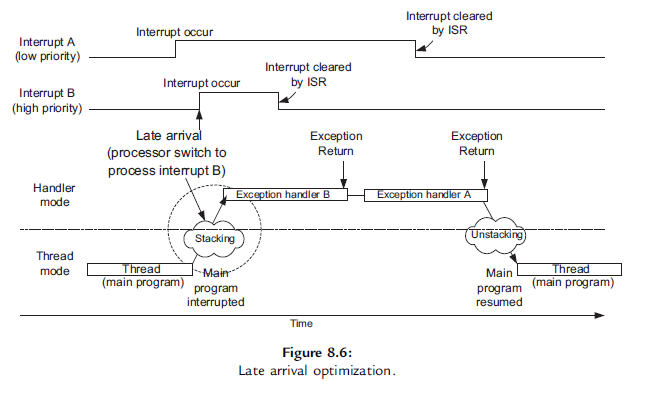 Interrupt A
(low priority)
Interrupt occur
Interrupt cleared
by ISR
Interrupt B
(high priority)
Interrupt occur
Interrupt cleared
by ISR
Late arrival
(processor switch to
process interrupt B)
Exception
Return
Exception
Return
Handler
mode
Exception handler B
Exception handler A
Stacking
Unstacking
Thread
mode
Thread
(main program)
Main
program
interrupted
Main
program
resumed
Thread
(main program)
Time
Figure 8.6:
Late arrival optimization.